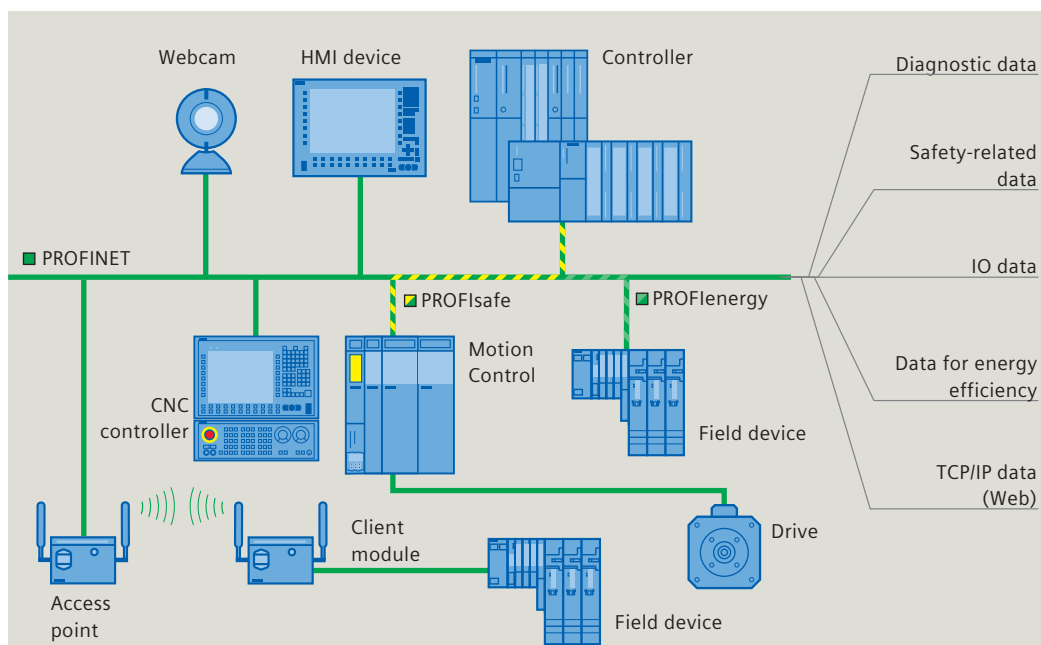 Webcam
HMI device
Controller
Diagnostic data
Safety-related
data
IO data
Data for energy
efficiency
TCP/IP data
(Web)
PROFINET
PROFIsafe
PROFIenergy
CNC
controller
Motion
Control
Field device
Access
point
Client
module
Field device
Drive